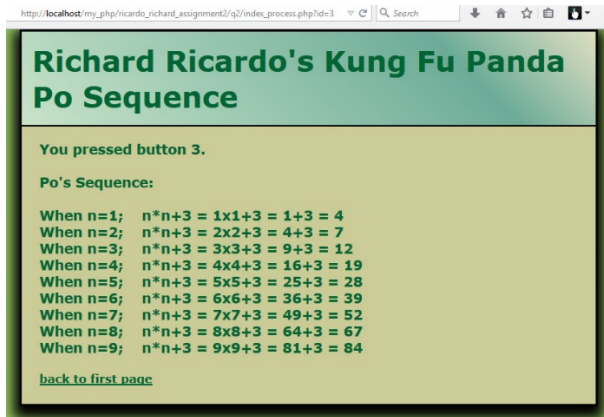 http://localhost/my_php/ricardo_richard_assignment2/q2/index_process.php?id=3
Search
Richard Ricardo's Kung Fu Panda
Po Sequence
You pressed button 3.
Po's Sequence:
When n=1; n*n+3 = 1x1+3 = 1+3 = 4
When n=2; n*n+3 = 2x2+3 = 4+3 = 7
When n=3; n*n+3 = 3x3+3 = 9+3 = 12
When n=4; n*n+3 = 4x4+3 = 16+3 = 19
When n=5; n*n+3 = 5x5+3 = 25+3 = 28
When n=6; n*n+3 = 6x6+3 = 36+3 = 39
When n=7; n*n+3 = 7x7+3 = 49+3 = 52
When n=8; n*n+3 = 8x8+3 = 64+3 = 67
When n=9; n*n+3 = 9x9+3 = 81+3 = 84
back to first page